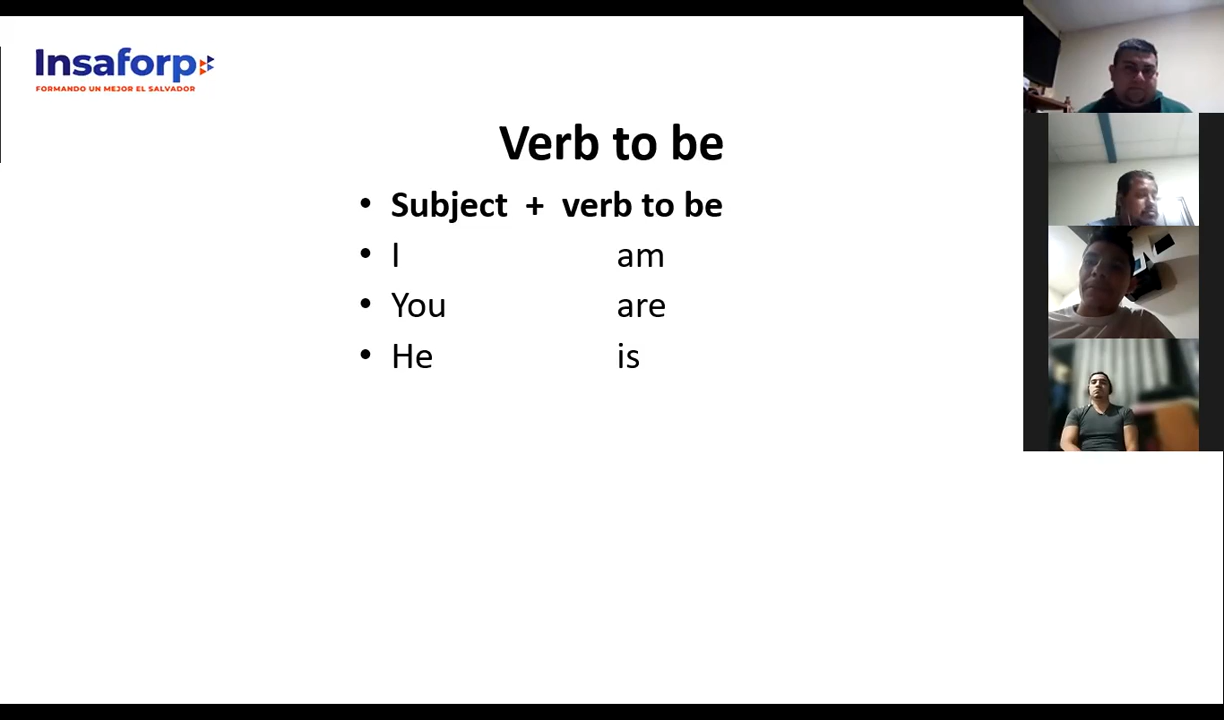 Insaforp
FORMANDO UN MEJOR EL SALVADOR
Verb to be
• Subject + verb to be
• I am
• You are
• He is